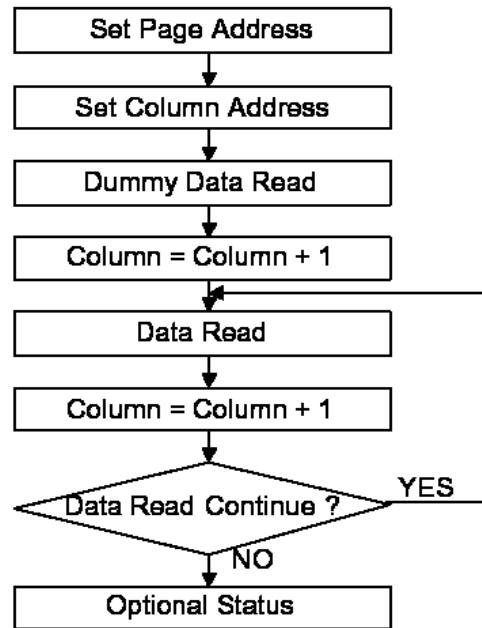 Set Page Address
Set Column Address
Dummy Data Read
Column = Column + 1
Data Read
Column = Column + 1
Data Read Continue ?
YES
NO
Optional Status